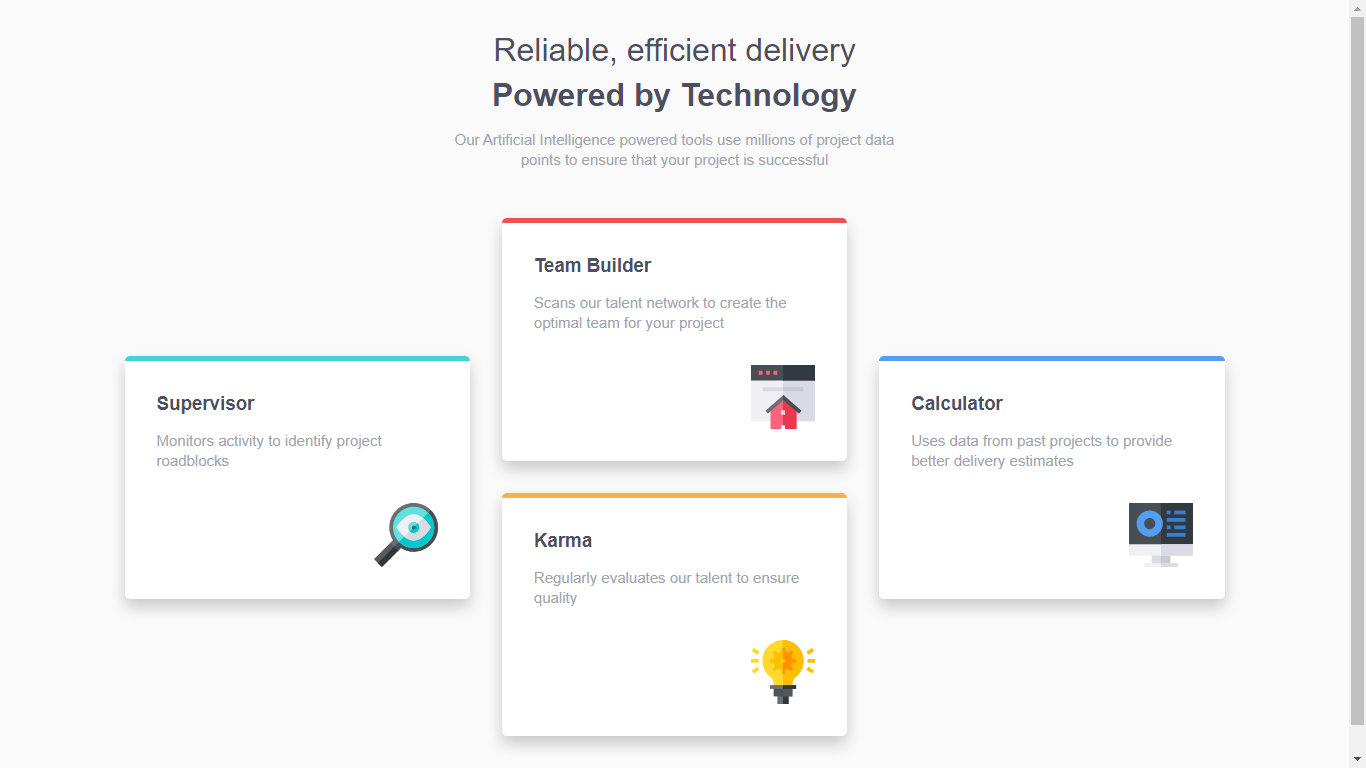 Reliable, efficient delivery
Powered by Technology
Our Artificial Intelligence powered tools use millions of project data
points to ensure that your project is successful
Supervisor
Monitors activity to identify project
roadblocks
Team Builder
Scans our talent network to create the
optimal team for your project
Karma
Regularly evaluates our talent to ensure
quality
Calculator
Uses data from past projects to provide
better delivery estimates